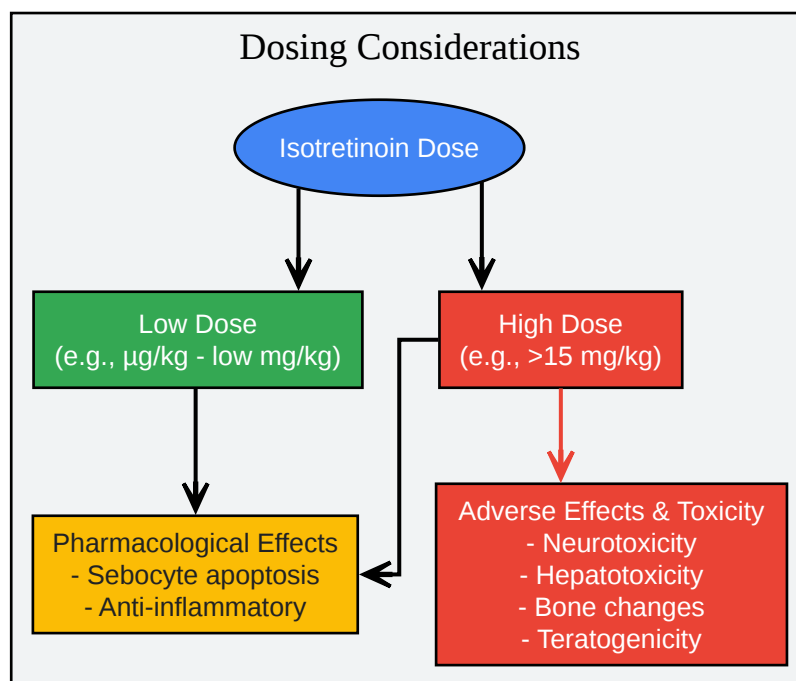 Dosing Considerations
Isotretinoin Dose
Low Dose
(e.g., µg/kg - low mg/kg)
High Dose
(e.g., >15 mg/kg)
Pharmacological Effects
- Sebocyte apoptosis
- Anti-inflammatory
Adverse Effects & Toxicity
- Neurotoxicity
- Hepatotoxicity
- Bone changes
- Teratogenicity